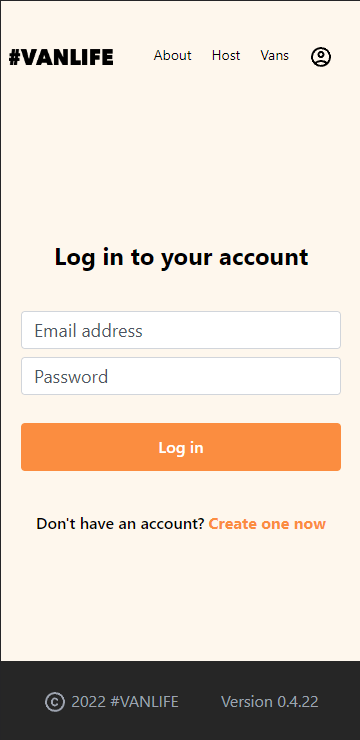 #VANLIFE About Host Vans
Log in to your account
Email address
Password
Log in
Don't have an account? Create one now
© 2022 #VANLIFE Version 0.4.22